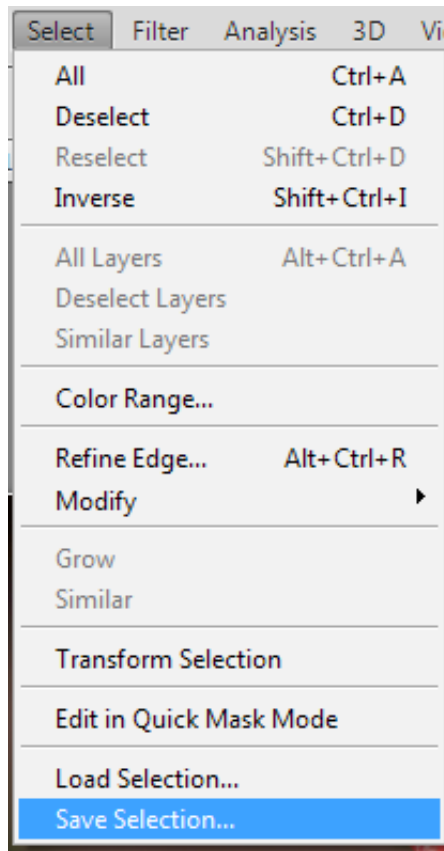 Select Filter Analysis 3D Vi
All Ctrl+A
Deselect Ctrl+D
Reselect Shift+Ctrl+D
Inverse Shift+Ctrl+I
All Layers Alt+Ctrl+A
Deselect Layers
Similar Layers
Color Range...
Refine Edge... Alt+Ctrl+R
Modify
Grow
Similar
Transform Selection
Edit in Quick Mask Mode
Load Selection...
Save Selection...